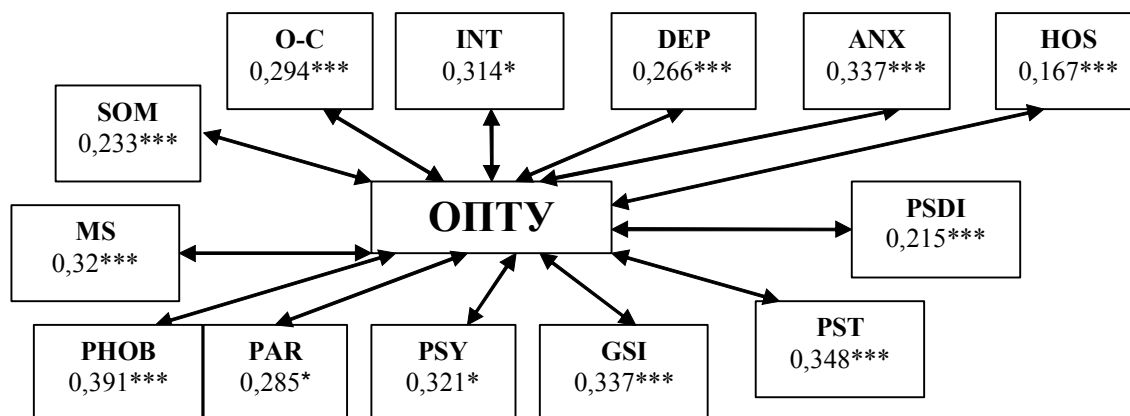 O-C
0,294***
INT
0,314*
DEP
0,266***
ANX
0,337***
HOS
0,167***
SOM
0,233***
ОПТУ
PSDI
0,215***
MS
0,32***
PHOB
0,391***
PAR
0,285*
PSY
0,321*
GSI
0,337***
PST
0,348***